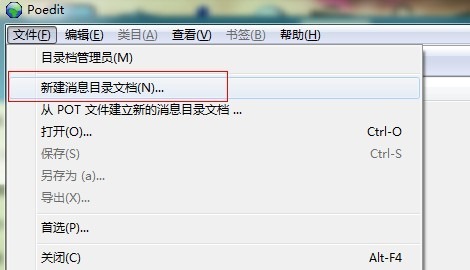 Poedit
文件(F) 编辑(E) 类目(A) 查看(V) 书签(B) 帮助(H)
目录档管理员(M)
新建消息目录文档(N)...
从 POT 文件建立新的消息目录文档 ...
打开(O)... Ctrl-O
保存(S) Ctrl-S
另存为 (a)...
导出(X)...
首选(P)...
关闭(C) Alt-F4